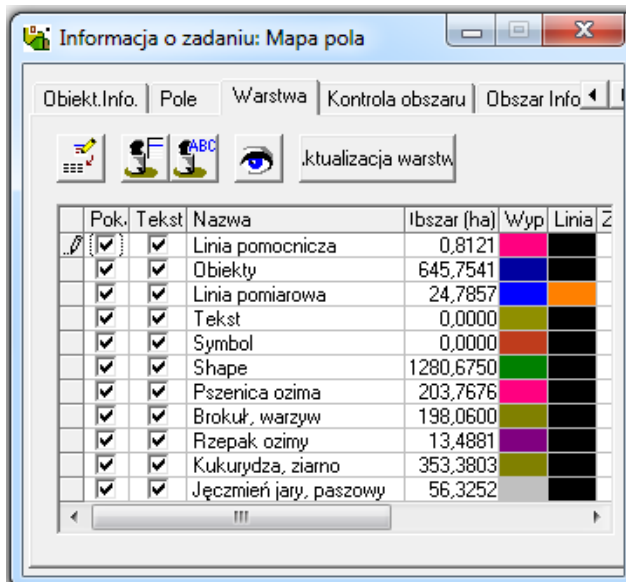 Informacja o zadaniu: Mapa pola
Obiekt.Info. Pole Warstwa Kontrola obszaru Obszar Info
ABC .ktualizacja warstw
Pok. Tekst Nazwa Ibszar (ha) Wyp Linia Z
Linia pomocnicza 0,8121
Obiekty 645,7541
Linia pomiarowa 24,7857
Tekst 0,0000
Symbol 0,0000
Shape 1280,6750
Pszenica ozima 203,7676
Brokuł, warzyw 198,0600
Rzepak ozimy 13,4881
Kukurydza, ziarno 353,3803
Jęczmień jary, paszowy 56,3252